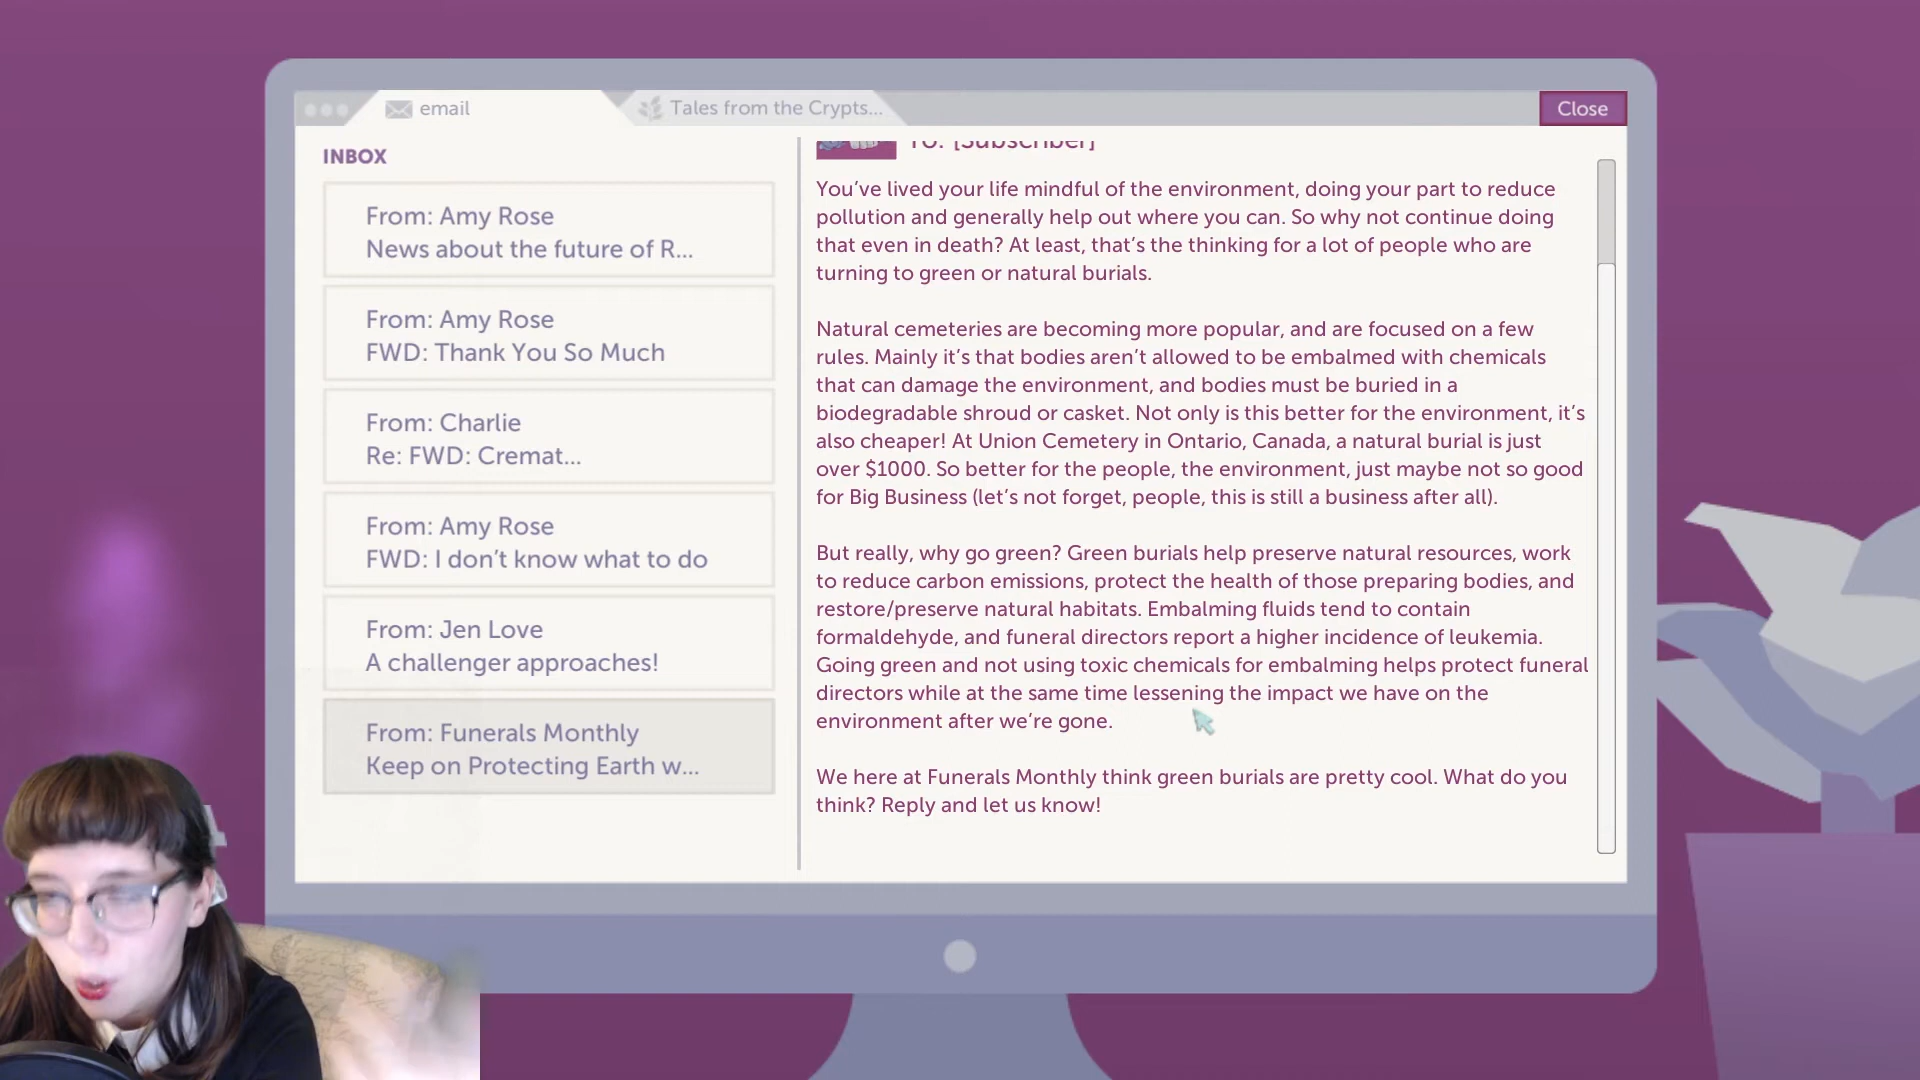 email
Tales from the Crypts...
Close
INBOX
From: Amy Rose
News about the future of R...
From: Amy Rose
FWD: Thank You So Much
From: Charlie
Re: FWD: Cremat...
From: Amy Rose
FWD: I don't know what to do
From: Jen Love
A challenger approaches!
From: Funerals Monthly
Keep on Protecting Earth w...
To: [Subscriber]
You've lived your life mindful of the environment, doing your part to reduce
pollution and generally help out where you can. So why not continue doing
that even in death? At least, that's the thinking for a lot of people who are
turning to green or natural burials.
Natural cemeteries are becoming more popular, and are focused on a few
rules. Mainly it's that bodies aren't allowed to be embalmed with chemicals
that can damage the environment, and bodies must be buried in a
biodegradable shroud or casket. Not only is this better for the environment, it's
also cheaper! At Union Cemetery in Ontario, Canada, a natural burial is just
over $1000. So better for the people, the environment, just maybe not so good
for Big Business (let's not forget, people, this is still a business after all).
But really, why go green? Green burials help preserve natural resources, work
to reduce carbon emissions, protect the health of those preparing bodies, and
restore/preserve natural habitats. Embalming fluids tend to contain
formaldehyde, and funeral directors report a higher incidence of leukemia.
Going green and not using toxic chemicals for embalming helps protect funeral
directors while at the same time lessening the impact we have on the
environment after we're gone.
We here at Funerals Monthly think green burials are pretty cool. What do you
think? Reply and let us know!